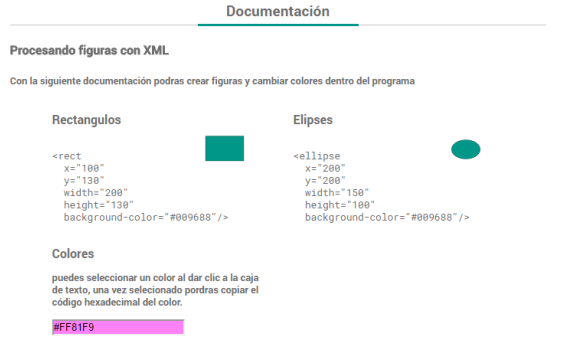 Documentación
Procesando figuras con XML
Con la siguiente documentación podras crear figuras y cambiar colores dentro del programa
Rectangulos
<rect
x="100"
y="130"
width="200"
height="130"
background-color="#009688"/>
Elipses
<ellipse
x="200"
y="200"
width="150"
height="100"
background-color="#009688"/>
Colores
puedes seleccionar un color al dar clic a la caja
de texto, una vez selecionado pordras copiar el
código hexadecimal del color.
#FF81F9